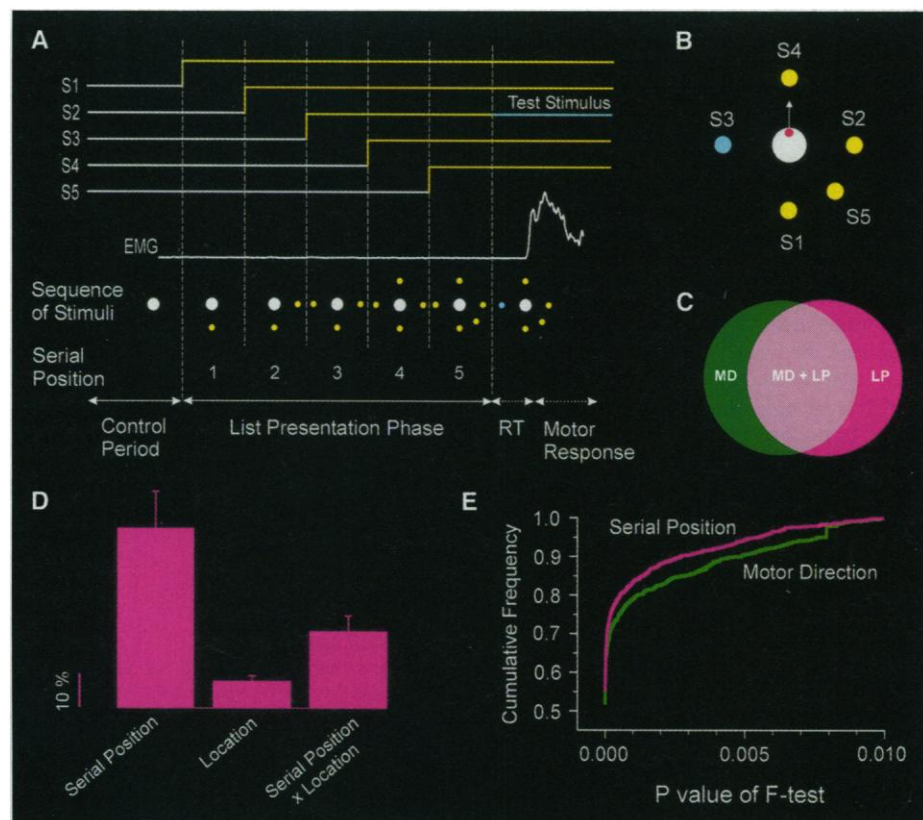 A
S1
S2
Test Stimulus
S3
S4
S5
EMG
Sequence
of Stimuli
Serial
Position
1 2 3 4 5
Control
Period
List Presentation Phase
RT
Motor
Response
B
S4
S3
S2
S5
S1
C
MD
MD + LP
LP
D
10 %
Serial Position
Location
Serial Position
x Location
E
Cumulative Frequency
1.0
0.9
0.8
0.7
0.6
0.5
Serial Position
Motor Direction
0.000 0.005 0.010
P value of F-test